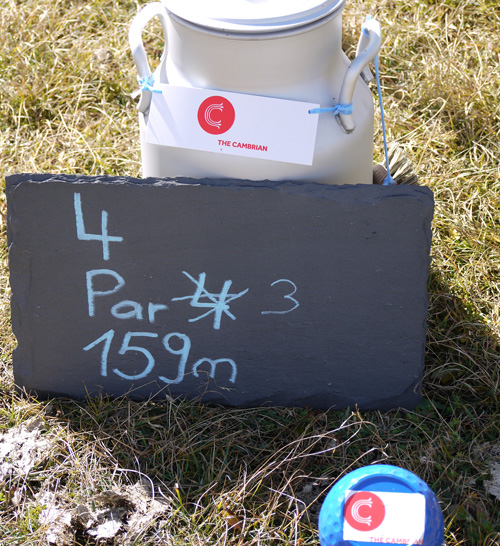 THE CAMBRIAN
4
Par 4 3
159m
THE CAMBRIAN